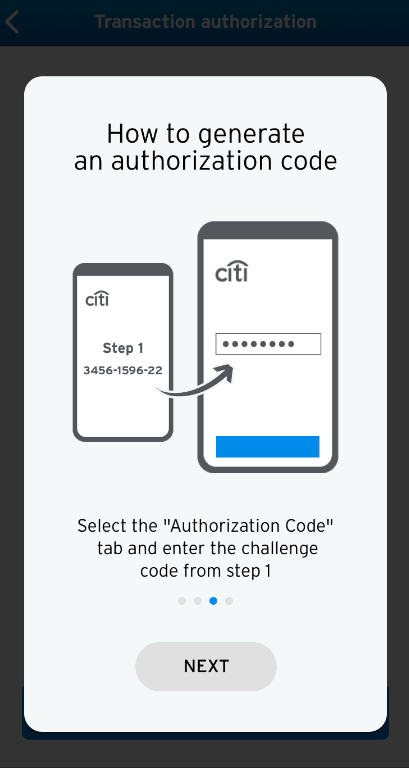 Transaction authorization
How to generate
an authorization code
citi
citi
Step 1
3456-1596-22
Select the "Authorization Code"
tab and enter the challenge
code from step 1
NEXT